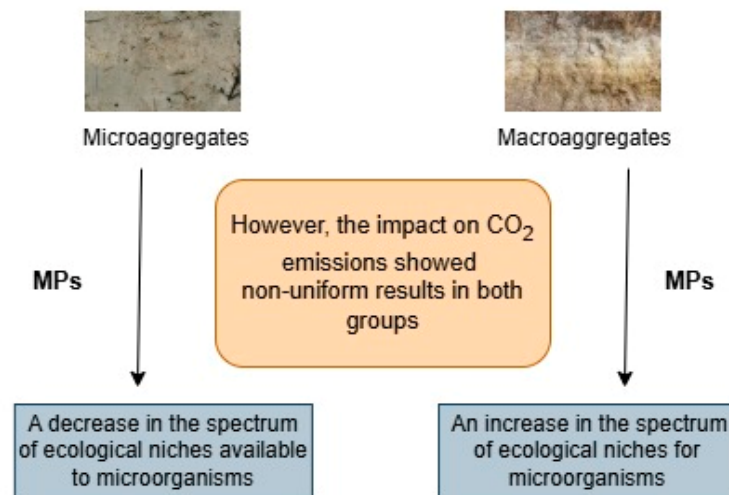 Microaggregates
Macroaggregates
MPs
However, the impact on CO₂
emissions showed
non-uniform results in both
groups
MPs
A decrease in the spectrum
of ecological niches available
to microorganisms
An increase in the spectrum
of ecological niches for
microorganisms